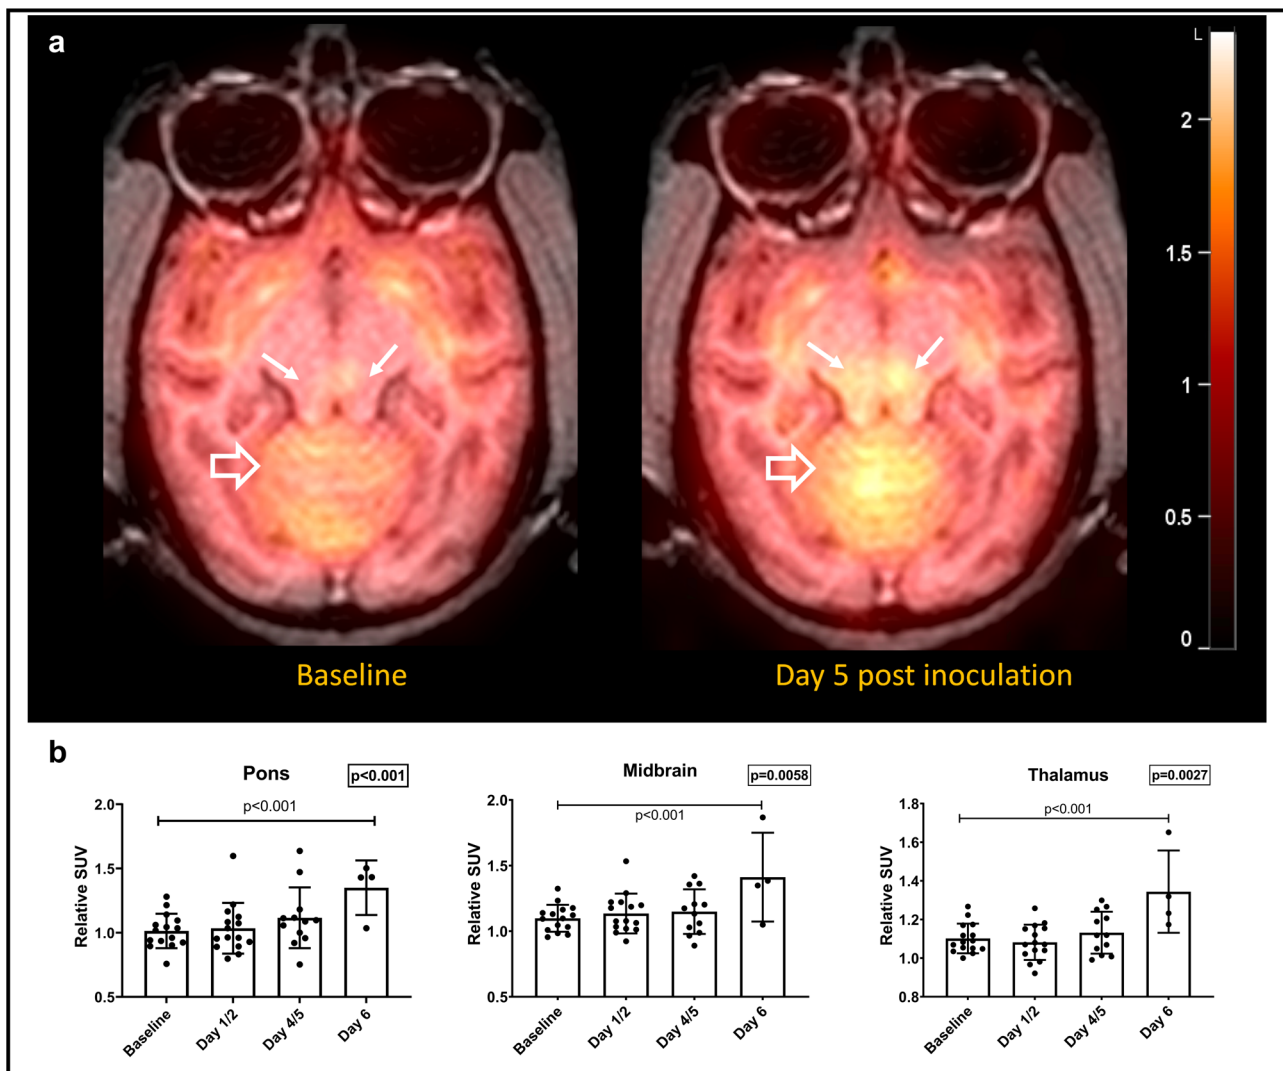 a
L
2
1.5
1
0.5
0
Baseline
Day 5 post inoculation
b
Pons
p<0.001
p<0.001
Relative SUV
2.0
1.5
1.0
0.5
Baseline
Day 1/2
Day 4/5
Day 6
Midbrain
p=0.0058
p<0.001
Relative SUV
2.0
1.5
1.0
0.5
Baseline
Day 1/2
Day 4/5
Day 6
Thalamus
p=0.0027
p<0.001
Relative SUV
1.8
1.6
1.4
1.2
1.0
0.8
Baseline
Day 1/2
Day 4/5
Day 6